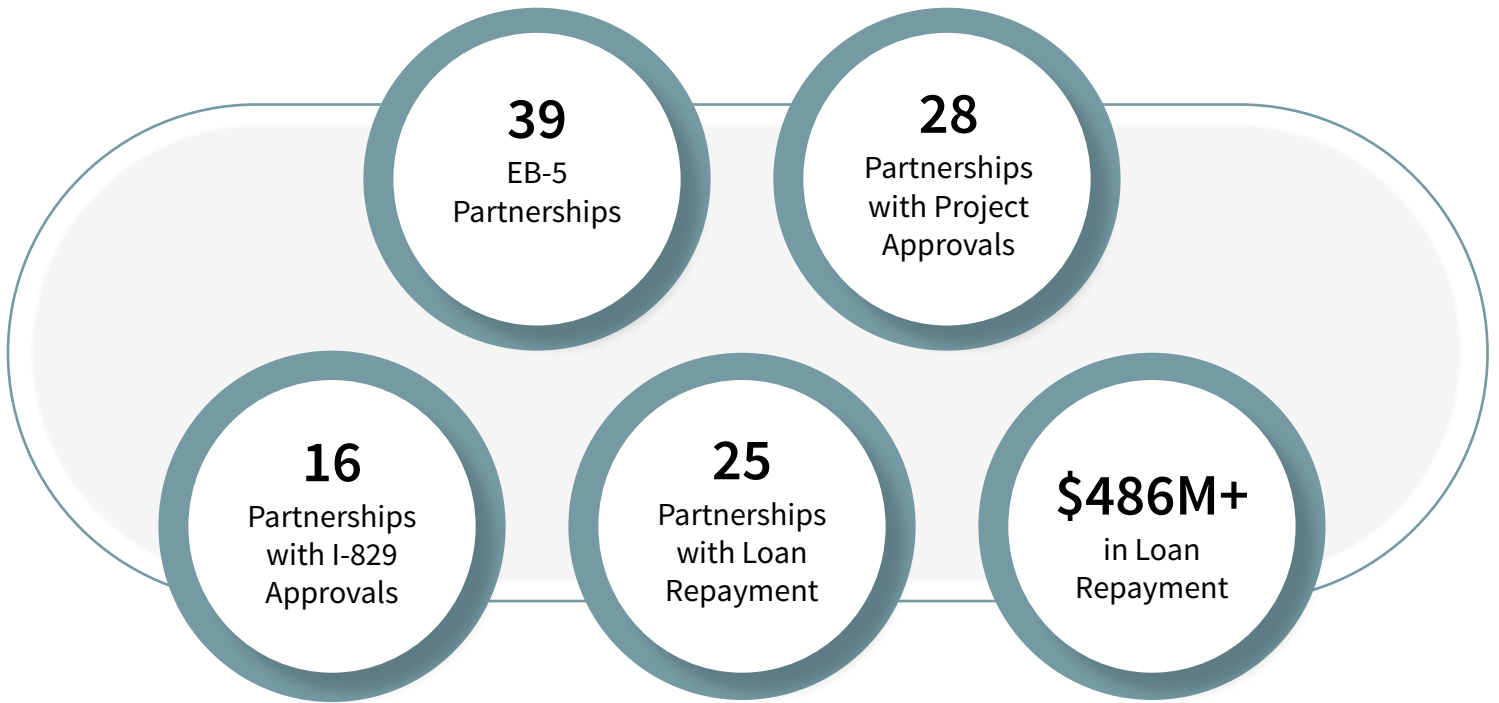 39
EB-5
Partnerships
28
Partnerships
with Project
Approvals
16
Partnerships
with I-829
Approvals
25
Partnerships
with Loan
Repayment
$486M+
in Loan
Repayment